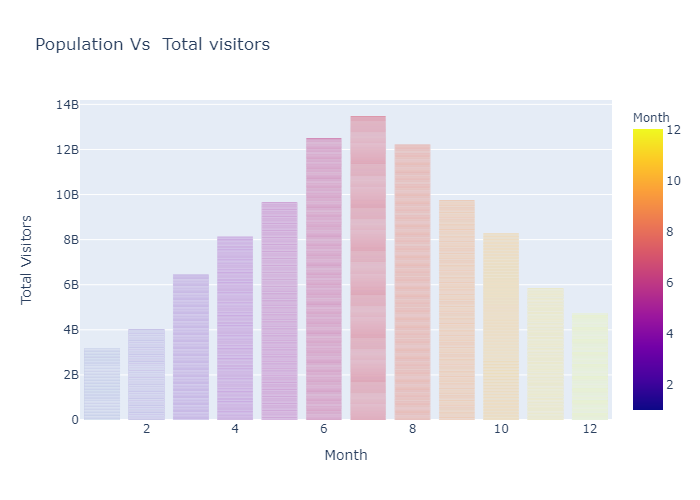 Population Vs  Total visitors
Month
14B
12B
10B
8B
6B
4B
2B
0
Total Visitors
2
4
6
8
10
12
Month
12
10
8
6
4
2